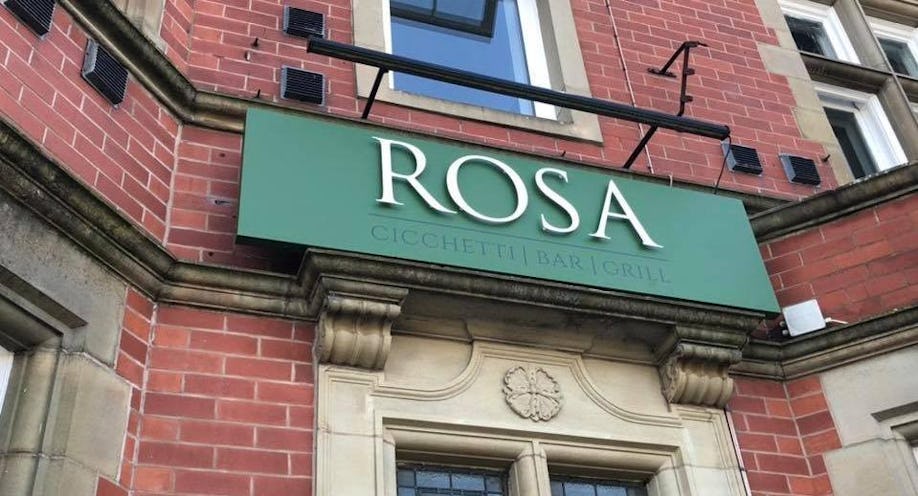 ROSA
CICCHETTI | BAR | GRILL